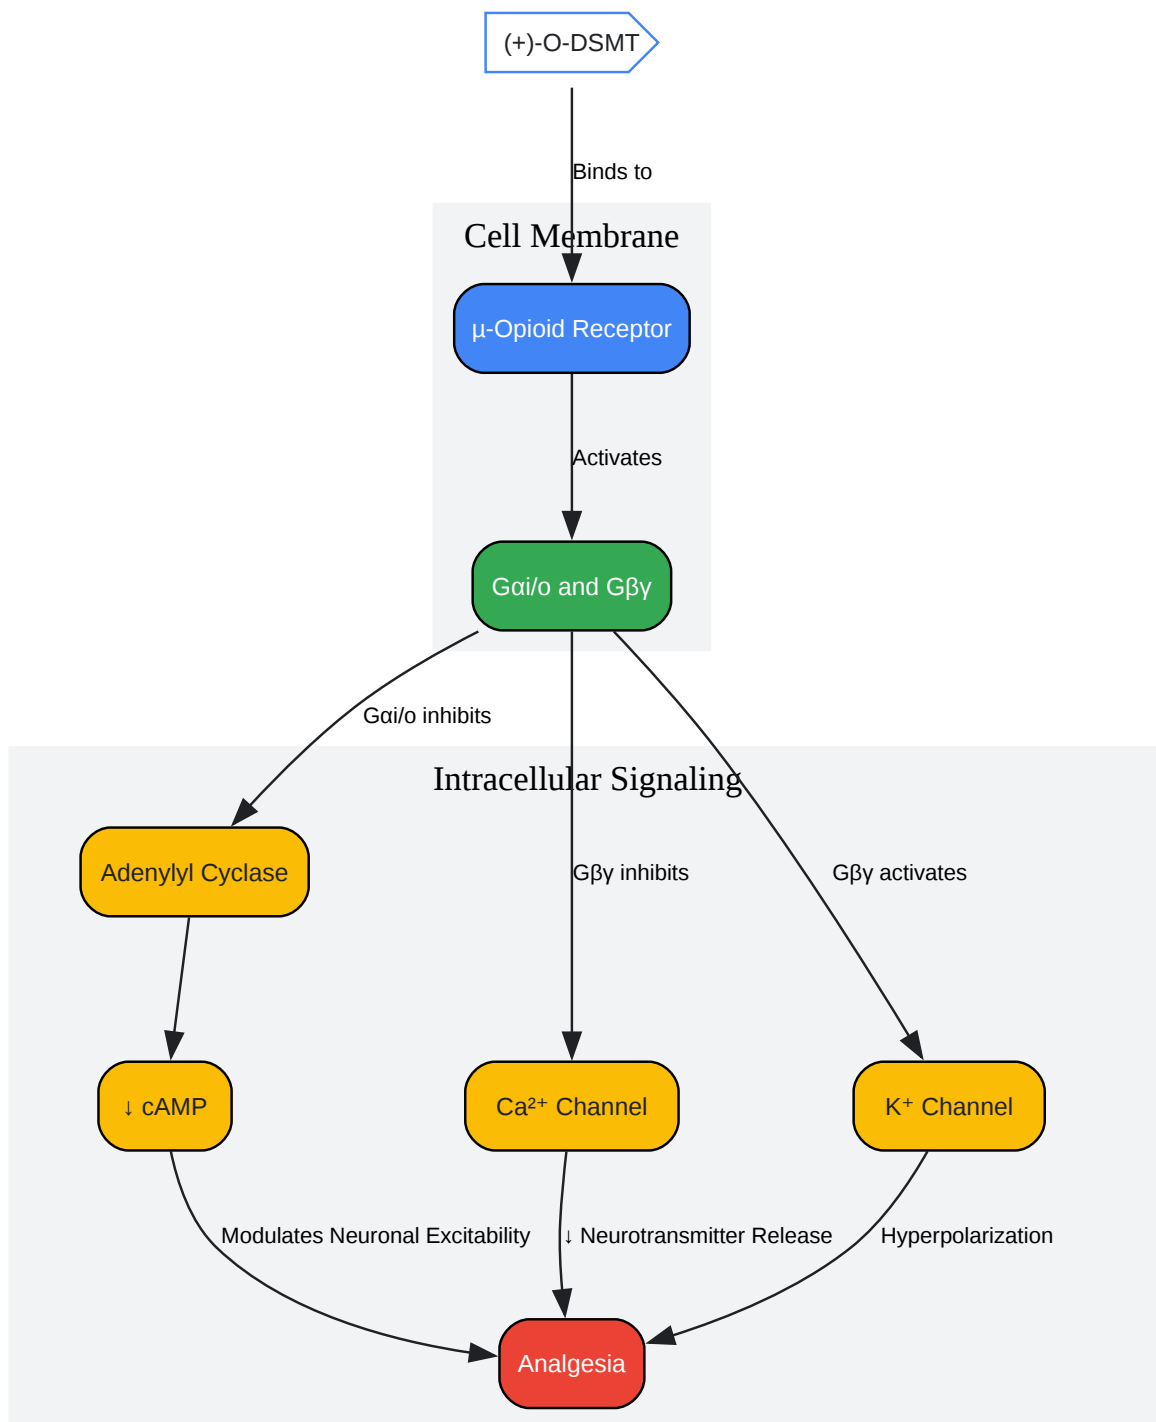 (+)-O-DSMT
Binds to
Cell Membrane
µ-Opioid Receptor
Activates
Gαi/o and Gβγ
Gαi/o inhibits
Intracellular Signaling
Adenylyl Cyclase
Gβγ inhibits
Gβγ activates
↓ cAMP
Ca²⁺ Channel
K⁺ Channel
Modulates Neuronal Excitability
↓ Neurotransmitter Release
Hyperpolarization
Analgesia